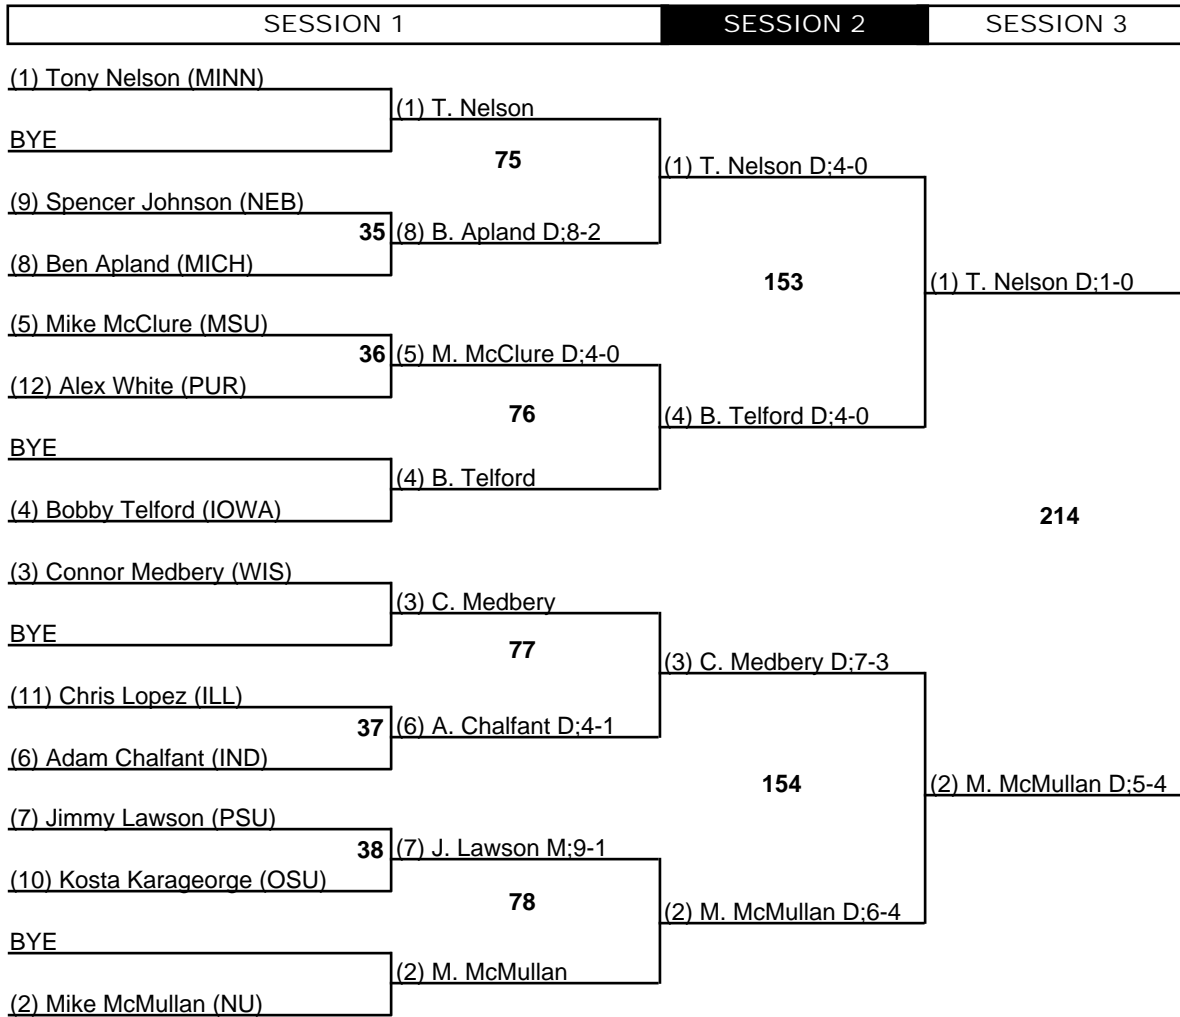 SESSION 1
SESSION 2
SESSION 3
(1) Tony Nelson (MINN)
BYE
(9) Spencer Johnson (NEB)
(8) Ben Apland (MICH)
(5) Mike McClure (MSU)
(12) Alex White (PUR)
BYE
(4) Bobby Telford (IOWA)
(3) Connor Medbery (WIS)
BYE
(11) Chris Lopez (ILL)
(6) Adam Chalfant (IND)
(7) Jimmy Lawson (PSU)
(10) Kosta Karageorge (OSU)
BYE
(2) Mike McMullan (NU)
35
36
37
38
(1) T. Nelson
(8) B. Apland D;8-2
(5) M. McClure D;4-0
(4) B. Telford
(3) C. Medbery
(6) A. Chalfant D;4-1
(7) J. Lawson M;9-1
(2) M. McMullan
75
76
77
78
(1) T. Nelson D;4-0
(4) B. Telford D;4-0
(3) C. Medbery D;7-3
(2) M. McMullan D;6-4
153
154
(1) T. Nelson D;1-0
(2) M. McMullan D;5-4
214